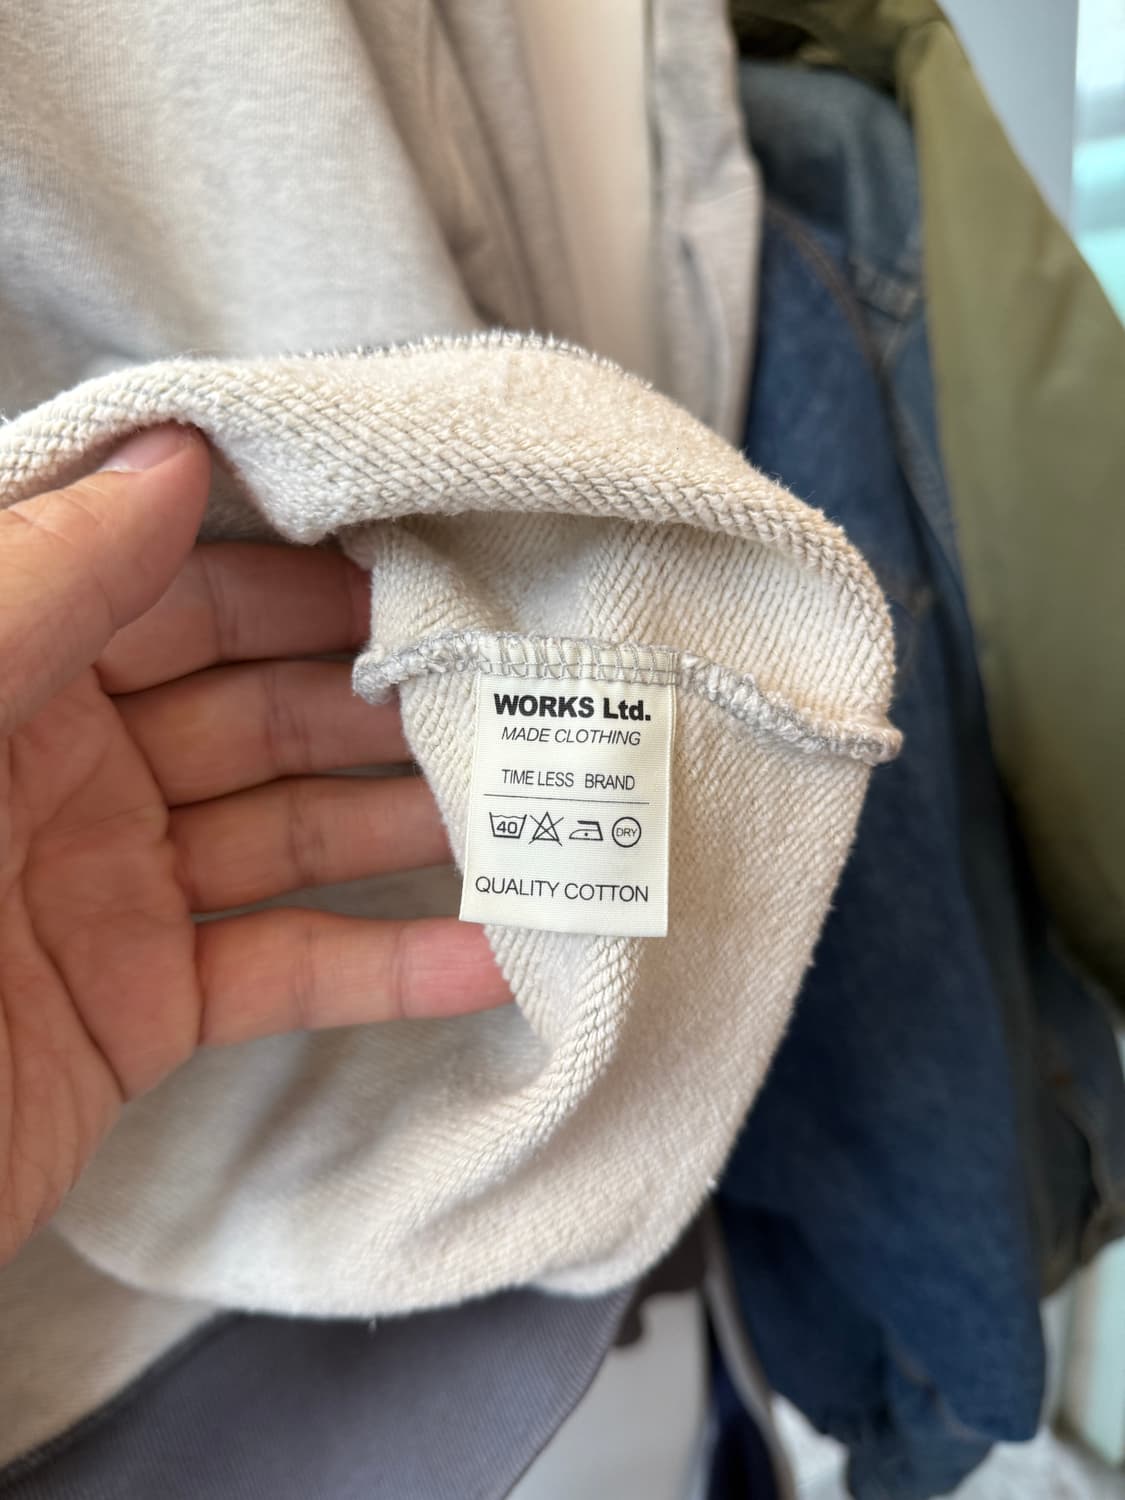 WORKS Ltd.
MADE CLOTHING
TIME LESS BRAND
40 DRY
QUALITY COTTON